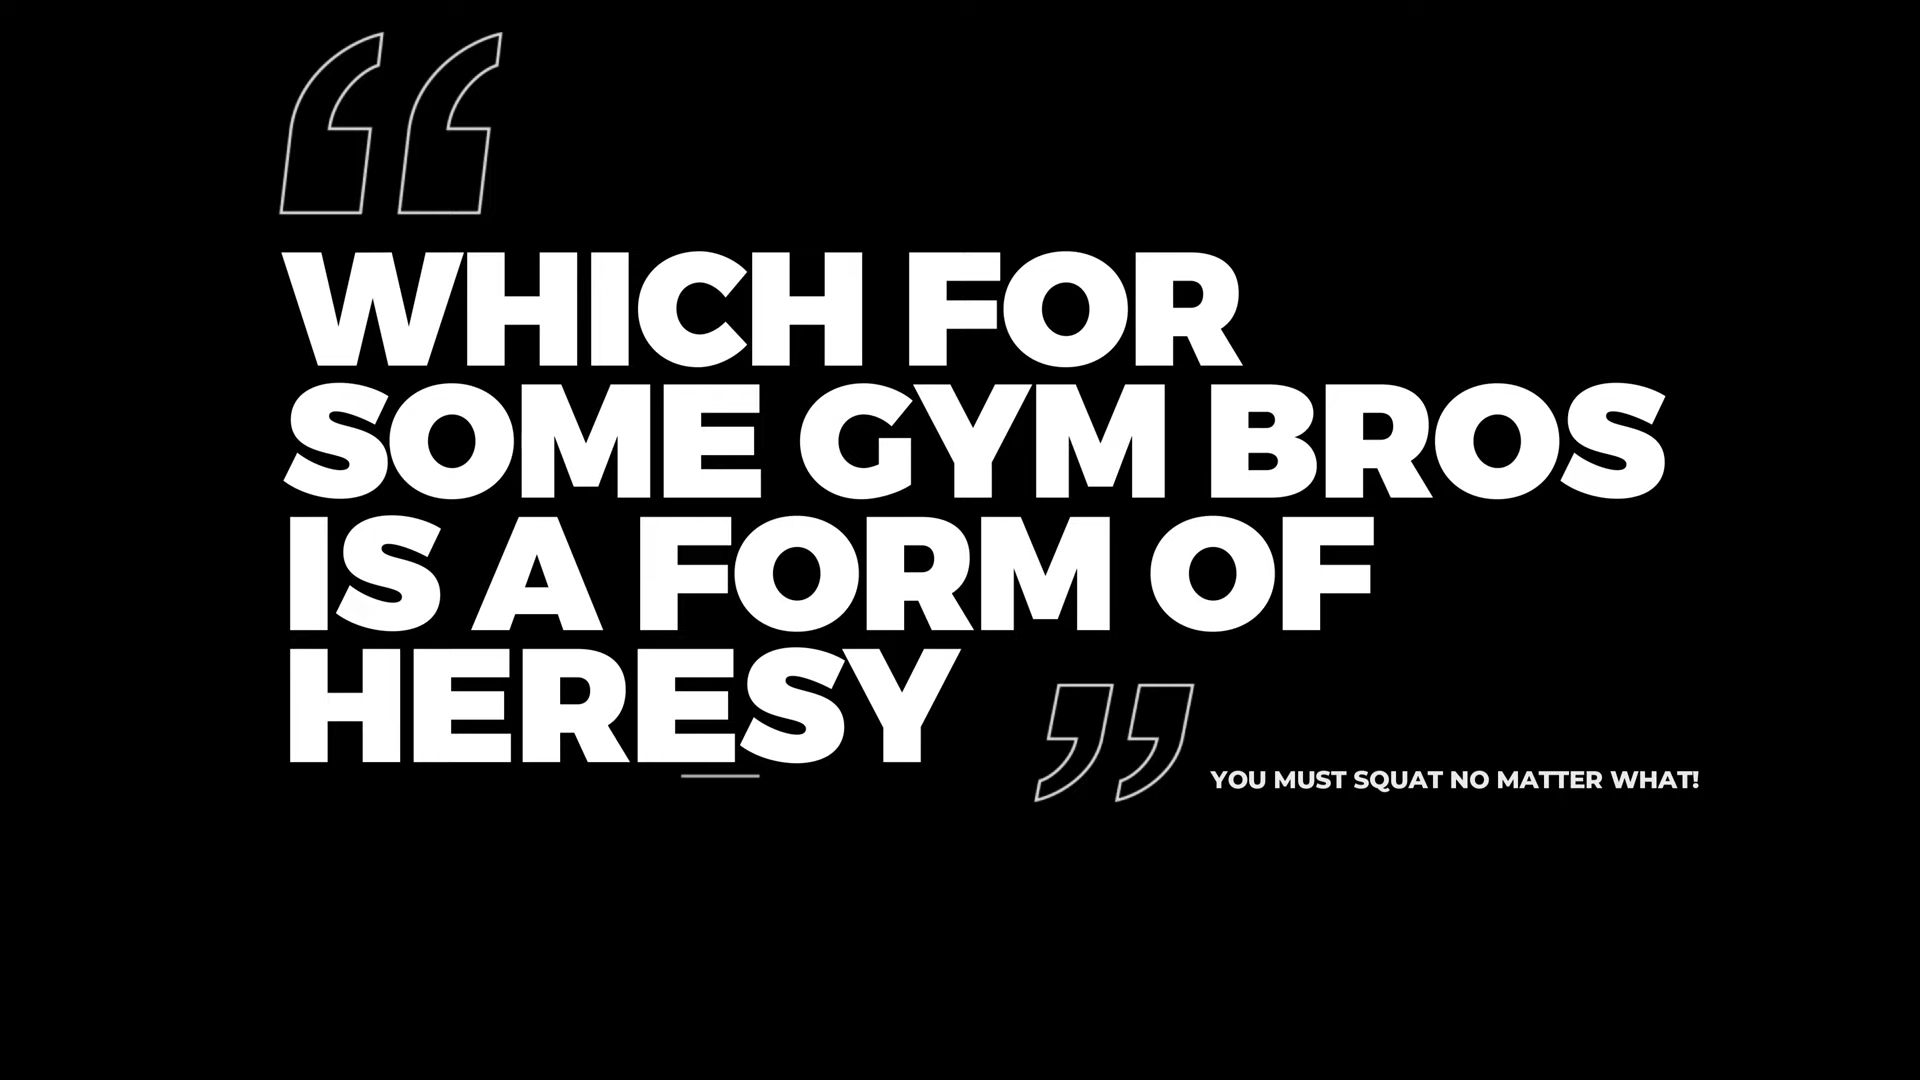 WHICH FOR
SOME GYM BROS
IS A FORM OF
HERESY
YOU MUST SQUAT NO MATTER WHAT!